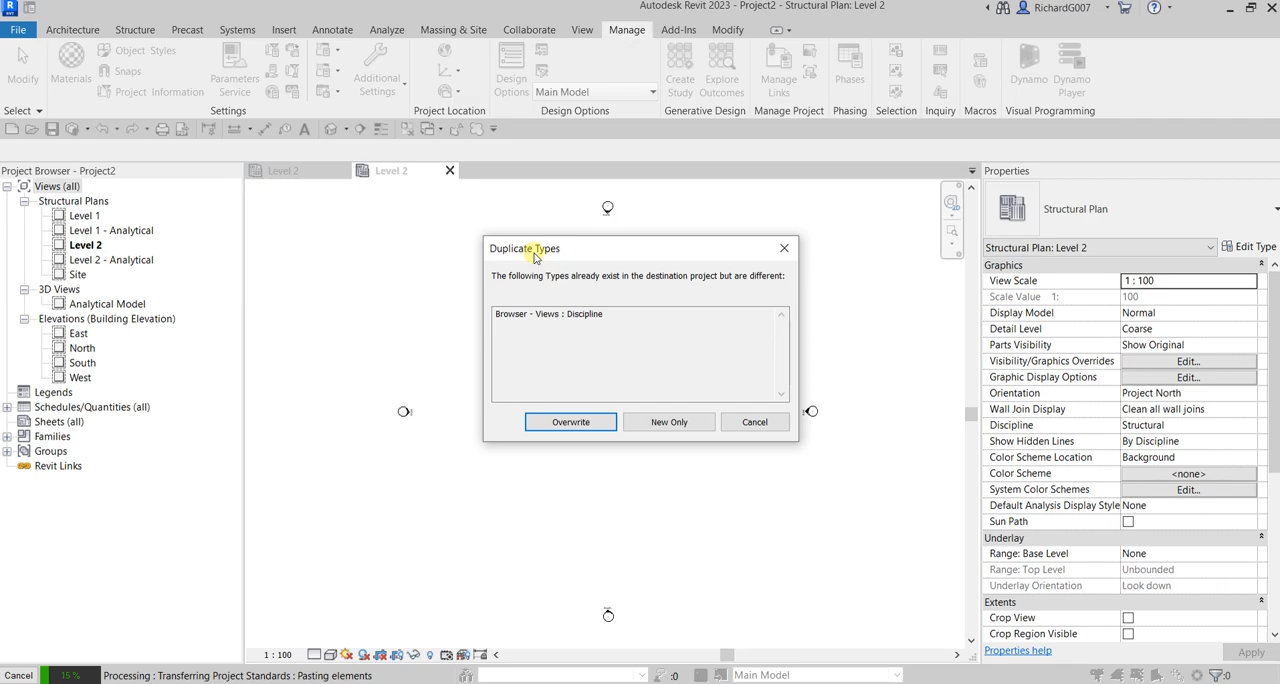 Autodesk Revit 2023 - Project2 - Structural Plan: Level 2
RichardG007
File Architecture Structure Precast Systems Insert Annotate Analyze Massing & Site Collaborate View Manage Add-Ins Modify
Modify
Materials
Object Styles
Snaps
Project Information
Parameters Service
Additional Settings
Design Options
Main Model
Create Study
Explore Outcomes
Manage Links
Phases
Dynamo
Dynamo Player
Select
Settings
Project Location
Design Options
Generative Design
Manage Project
Phasing
Selection
Inquiry
Macros
Visual Programming
Project Browser - Project2
Views (all)
Structural Plans
Level 1
Level 1 - Analytical
Level 2
Level 2 - Analytical
Site
3D Views
Analytical Model
Elevations (Building Elevation)
East
North
South
West
Legends
Schedules/Quantities (all)
Sheets (all)
Families
Groups
Revit Links
Level 2
Level 2
Duplicate Types
The following Types already exist in the destination project but are different:
Browser - Views : Discipline
Overwrite
New Only
Cancel
Properties
Structural Plan
Structural Plan: Level 2
Edit Type
Graphics
View Scale 1 : 100
Scale Value 1: 100
Display Model Normal
Detail Level Coarse
Parts Visibility Show Original
Visibility/Graphics Overrides Edit...
Graphic Display Options Edit...
Orientation Project North
Wall Join Display Clean all wall joins
Discipline Structural
Show Hidden Lines By Discipline
Color Scheme Location Background
Color Scheme <none>
System Color Schemes Edit...
Default Analysis Display Style None
Sun Path
Underlay
Range: Base Level None
Range: Top Level Unbounded
Underlay Orientation Look down
Extents
Crop View
Crop Region Visible
Properties help
Apply
1 : 100
Cancel
15 %
Processing : Transferring Project Standards : Pasting elements
:0
Main Model
:0